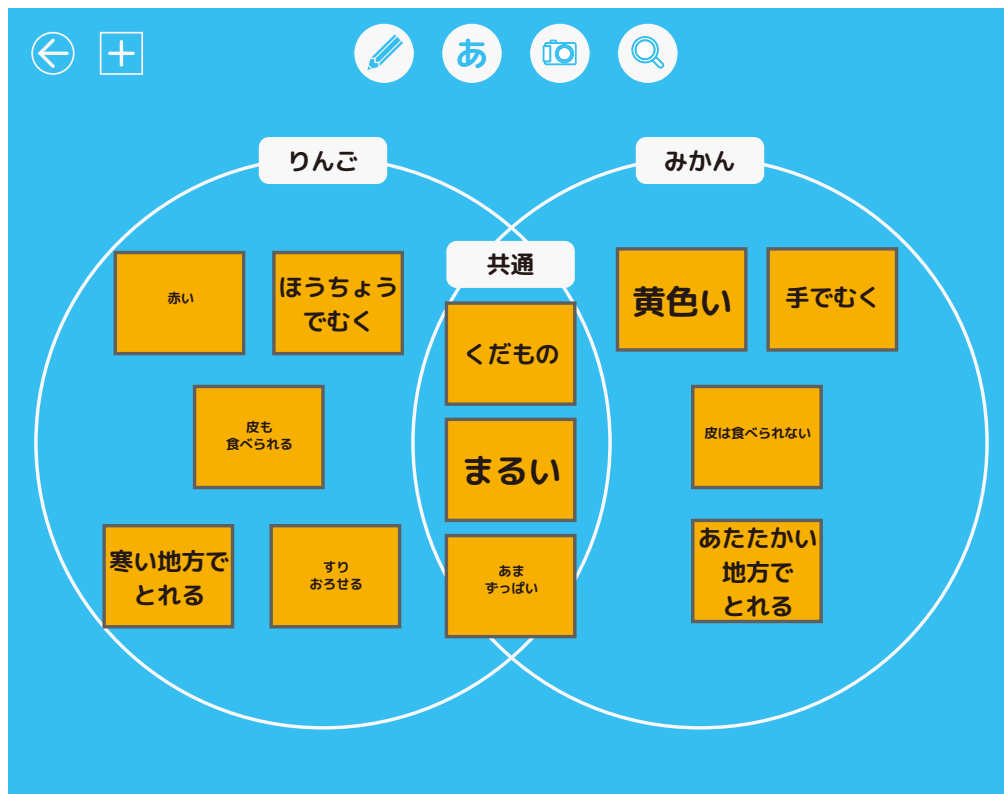 あ
りんご
みかん
共通
赤い
ほうちょう
でむく
皮も
食べられる
寒い地方で
とれる
すり
おろせる
くだもの
まるい
あま
ずっぱい
黄色い
手でむく
皮は食べられない
あたたかい
地方で
とれる